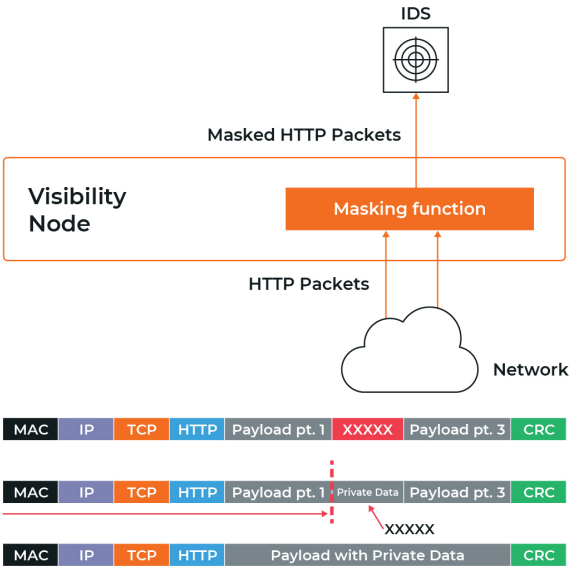 IDS
Masked HTTP Packets
Visibility
Node
Masking function
HTTP Packets
Network
MAC IP TCP HTTP Payload pt. 1 XXXXX Payload pt. 3 CRC
MAC IP TCP HTTP Payload pt. 1 Private Data Payload pt. 3 CRC
XXXXX
MAC IP TCP HTTP Payload with Private Data CRC